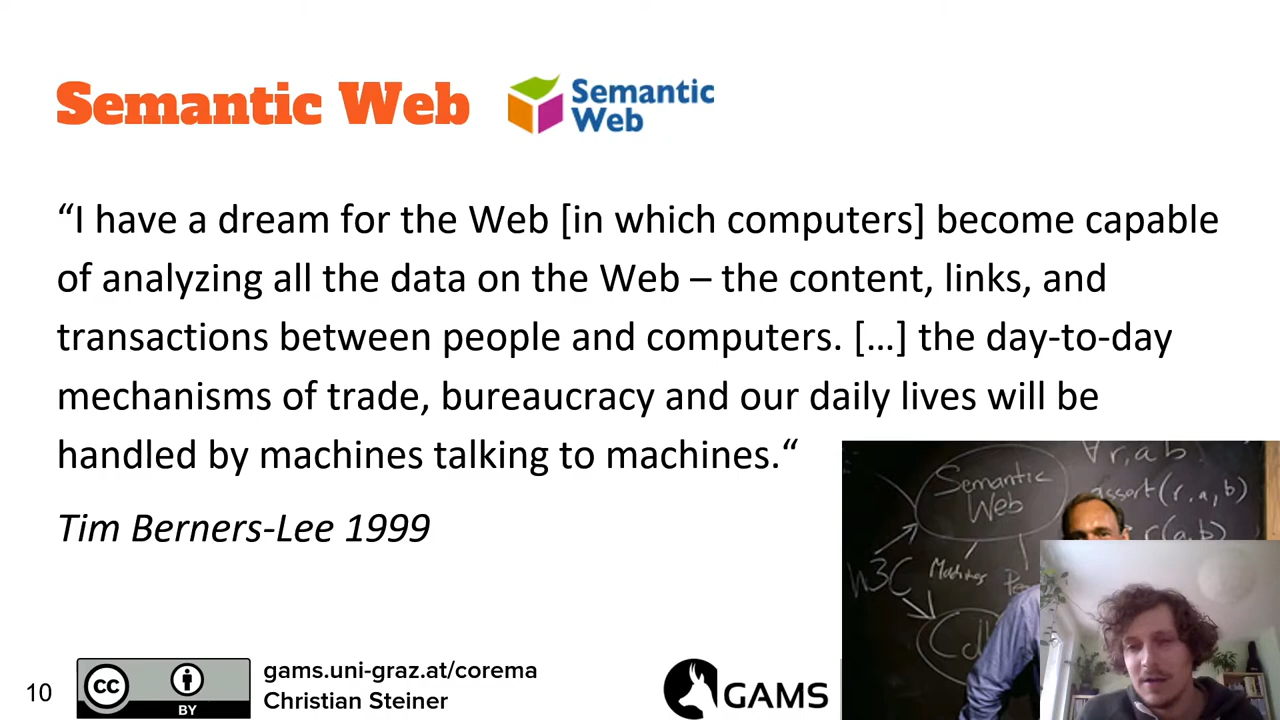 Semantic Web
Semantic
Web
“I have a dream for the Web [in which computers] become capable
of analyzing all the data on the Web – the content, links, and
transactions between people and computers. […] the day-to-day
mechanisms of trade, bureaucracy and our daily lives will be
handled by machines talking to machines.“
Tim Berners-Lee 1999
Semantic
Web
∀r,a b
assert(r,a,b)
r(a,b)
W3C
Machines
10
cc
BY
gams.uni-graz.at/corema
Christian Steiner
GAMS